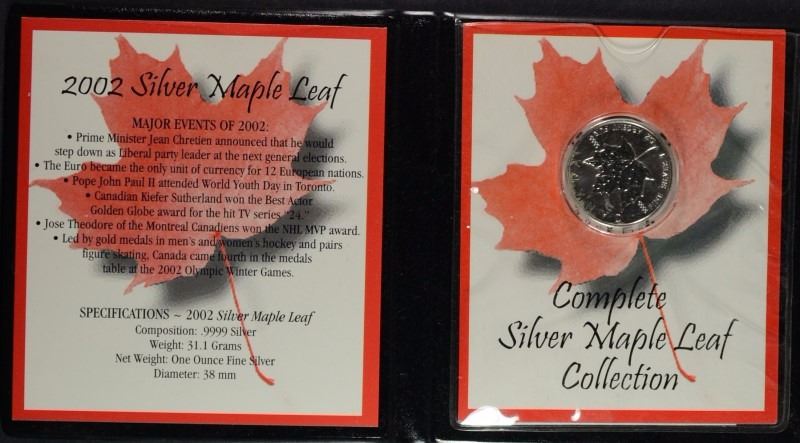 2002 Silver Maple Leaf
MAJOR EVENTS OF 2002:
• Prime Minister Jean Chretien announced that he would
step down as Liberal party leader at the next general elections.
• The Euro became the only unit of currency for 12 European nations.
• Pope John Paul II attended World Youth Day in Toronto.
• Canadian Kiefer Sutherland won the Best Actor
Golden Globe award for the hit TV series "24."
• Jose Theodore of the Montreal Canadiens won the NHL MVP award.
• Led by gold medals in men's and women's hockey and pairs
figure skating, Canada came fourth in the medals
table at the 2002 Olympic Winter Games.
SPECIFICATIONS ~ 2002 Silver Maple Leaf
Composition: .9999 Silver
Weight: 31.1 Grams
Net Weight: One Ounce Fine Silver
Diameter: 38 mm
Complete
Silver Maple Leaf
Collection